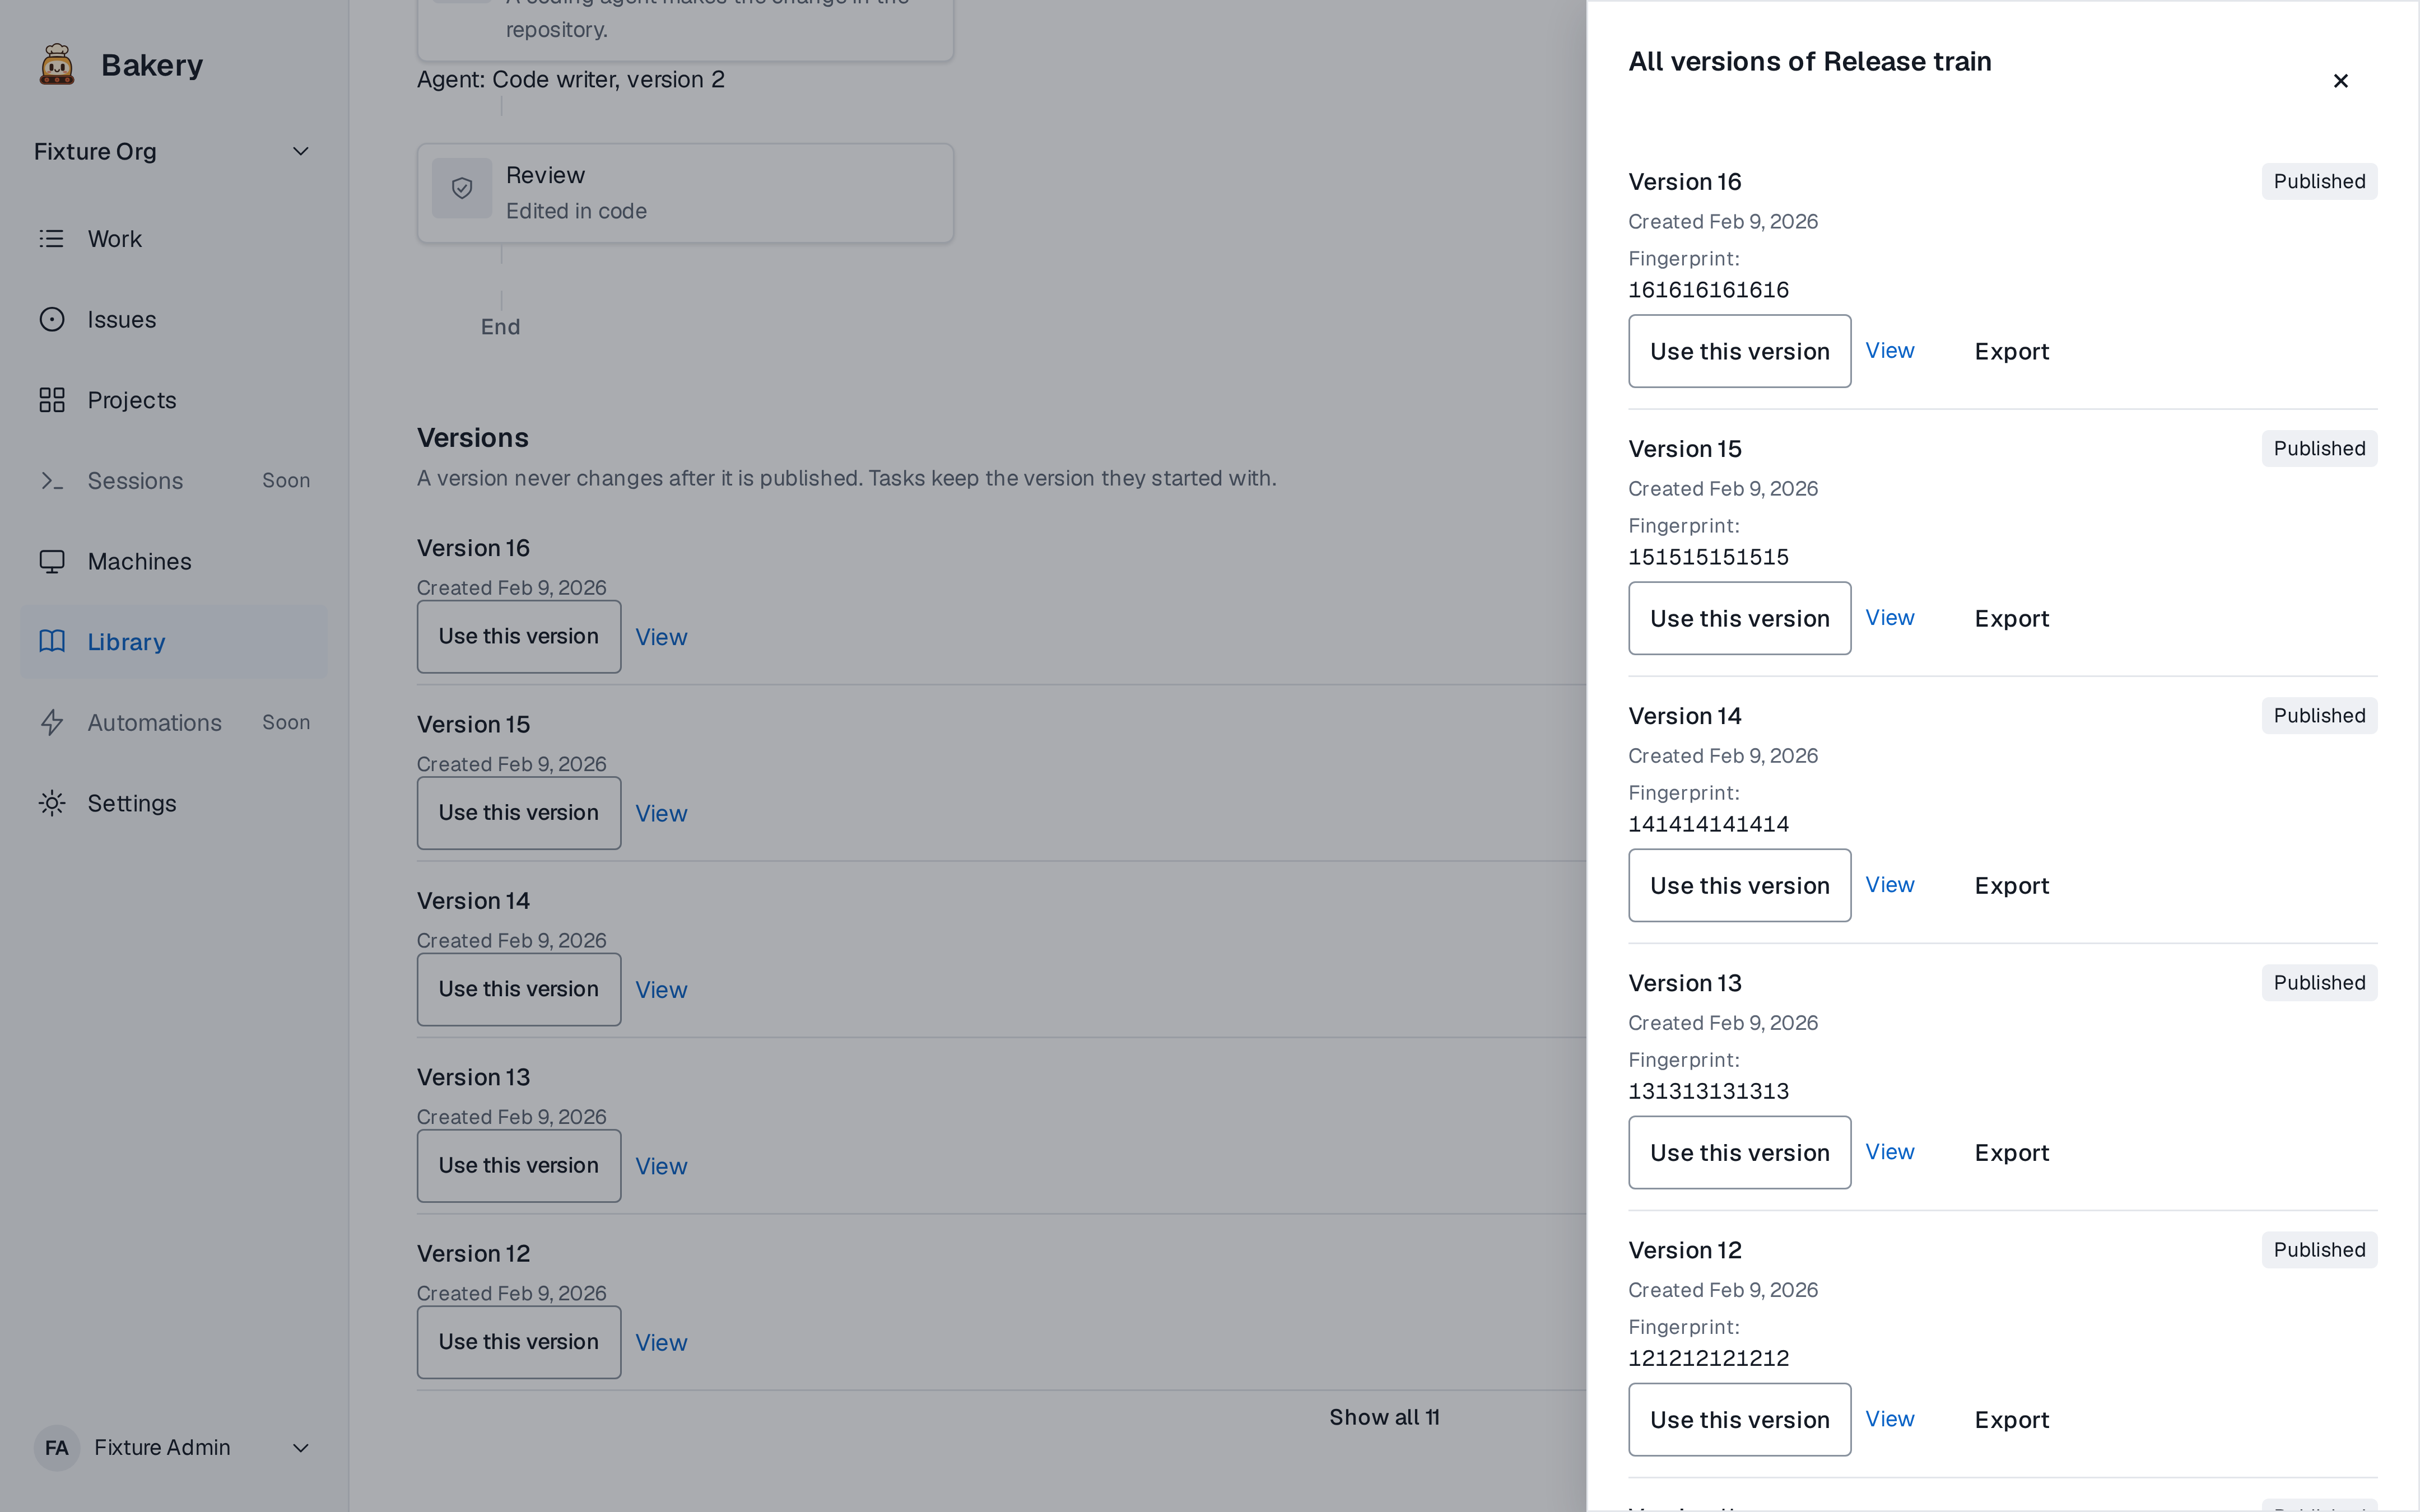 Bakery
Fixture Org
Work
Issues
Projects
Sessions Soon
Machines
Library
Automations Soon
Settings
FA Fixture Admin
repository.
Agent: Code writer, version 2
Review
Edited in code
End
Versions
A version never changes after it is published. Tasks keep the version they started with.
Version 16
Created Feb 9, 2026
Use this version View
Version 15
Created Feb 9, 2026
Use this version View
Version 14
Created Feb 9, 2026
Use this version View
Version 13
Created Feb 9, 2026
Use this version View
Version 12
Created Feb 9, 2026
Use this version View
Show all 11
All versions of Release train
Version 16 Published
Created Feb 9, 2026
Fingerprint:
161616161616
Use this version View Export
Version 15 Published
Created Feb 9, 2026
Fingerprint:
151515151515
Use this version View Export
Version 14 Published
Created Feb 9, 2026
Fingerprint:
141414141414
Use this version View Export
Version 13 Published
Created Feb 9, 2026
Fingerprint:
131313131313
Use this version View Export
Version 12 Published
Created Feb 9, 2026
Fingerprint:
121212121212
Use this version View Export